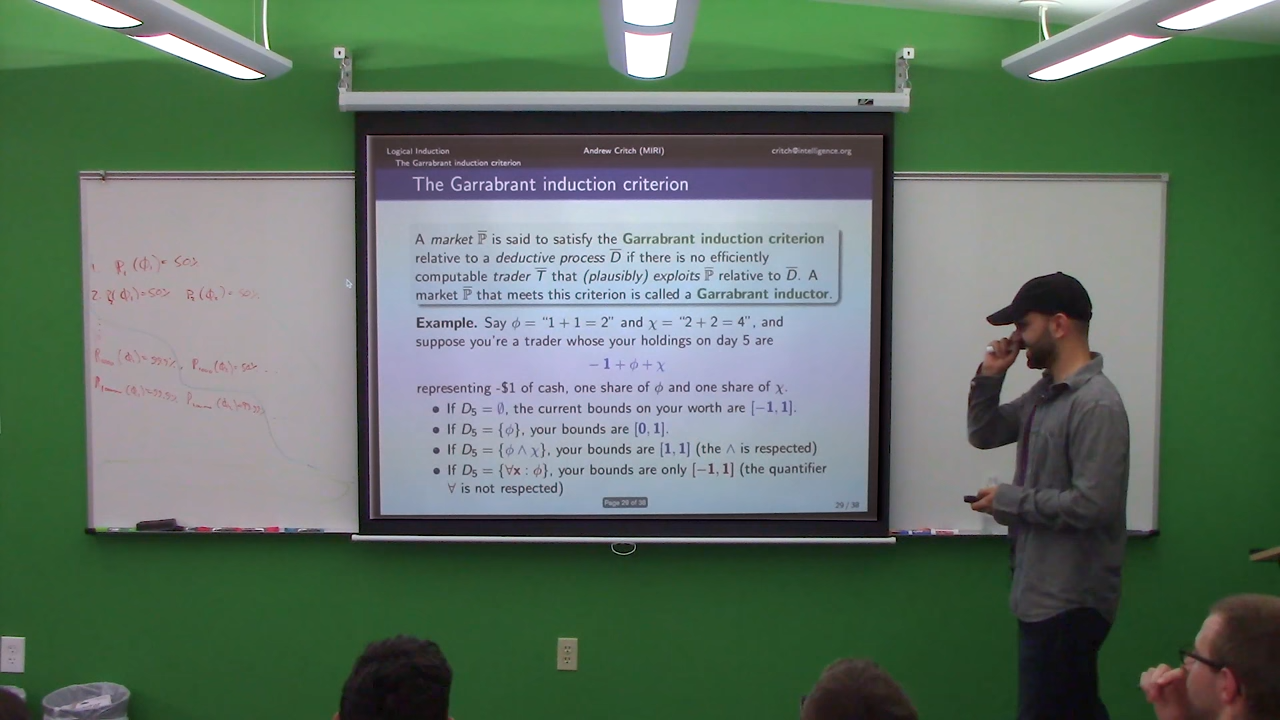 Logical Induction Andrew Critch (MIRI) critch@intelligence.org
The Garrabrant induction criterion
The Garrabrant induction criterion
A market P̅ is said to satisfy the Garrabrant induction criterion
relative to a deductive process D̅ if there is no efficiently
computable trader T̅ that (plausibly) exploits P̅ relative to D̅. A
market P̅ that meets this criterion is called a Garrabrant inductor.
Example. Say ϕ = “1 + 1 = 2” and χ = “2 + 2 = 4”, and
suppose you're a trader whose holdings on day 5 are
−1 + ϕ + χ
representing -$1 of cash, one share of ϕ and one share of χ.
• If D₅ = ∅, the current bounds on your worth are [−1, 1].
• If D₅ = {ϕ}, your bounds are [0, 1].
• If D₅ = {ϕ ∧ χ}, your bounds are [1, 1] (the ∧ is respected)
• If D₅ = {∀x : ϕ}, your bounds are only [−1, 1] (the quantifier
∀ is not respected)
29 / 38
1. P₁(ϕ₁)=50%